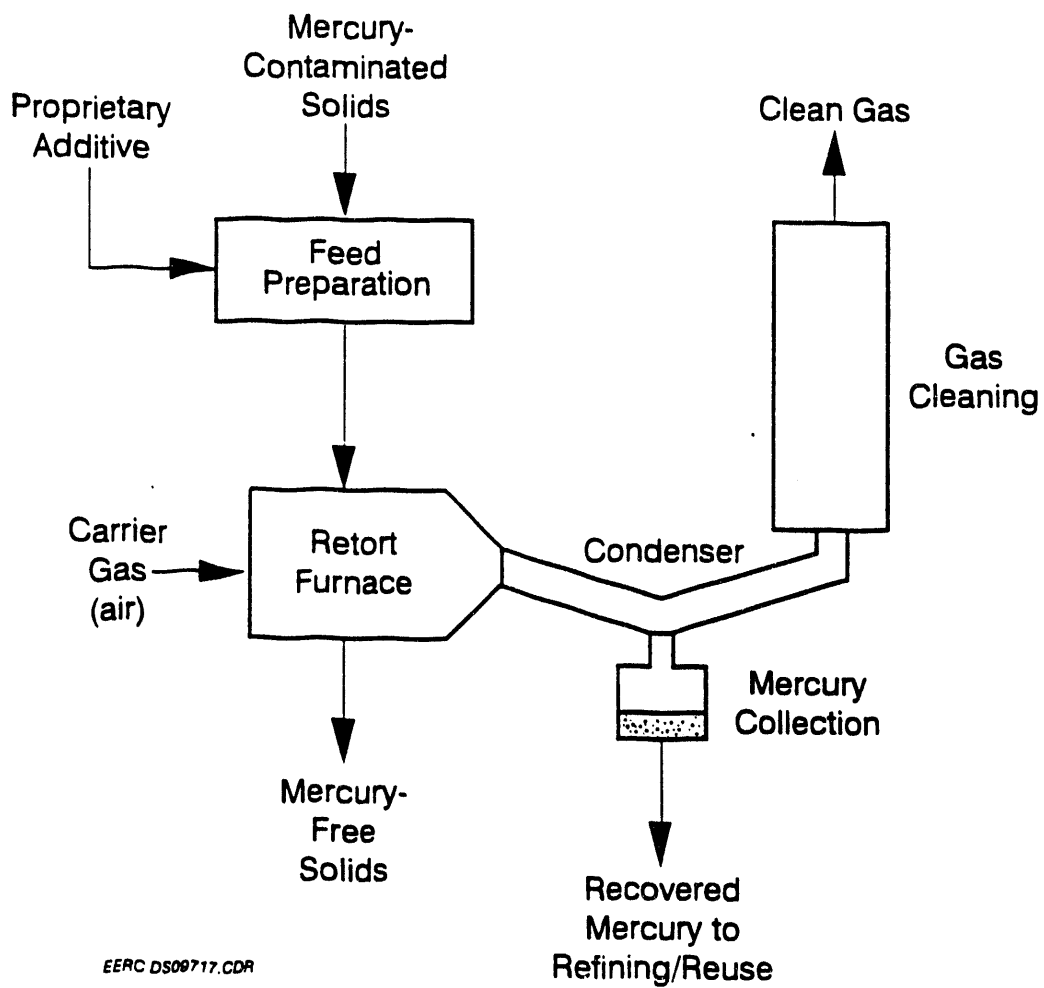 Mercury-
Contaminated
Solids
Proprietary
Additive
Clean Gas
Feed
Preparation
Gas
Cleaning
Carrier
Gas
(air)
Retort
Furnace
Condenser
Mercury
Collection
Mercury-
Free
Solids
Recovered
Mercury to
Refining/Reuse
EERC DS09717.CDR